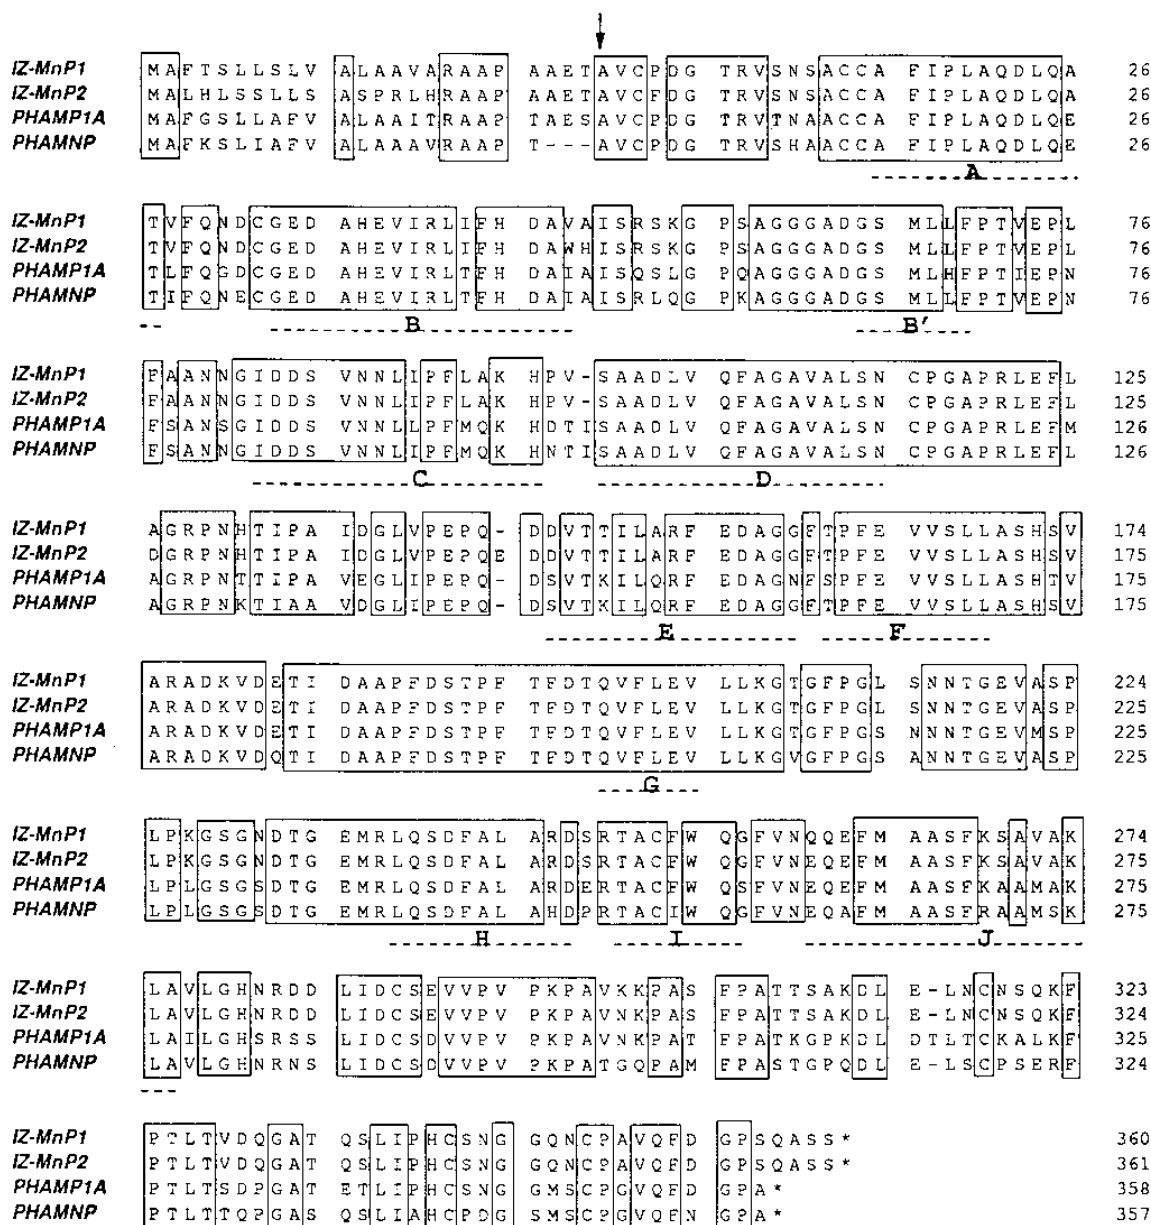 IZ-MnP1 MAFTSLLSLV ALAAVARAAP AAETAVCPDG TRVSNSACCA FIPLAQDLQA 26
IZ-MnP2 MALHLSSLLS ASPRLHRAAP AAETAVCFDG TRVSNSACCA FIPLAQDLQA 26
PHAMP1A MAFGSLLAFV ALAAITRAAP TAESAVCPDG TRVTNAACCA FIPLAQDLQE 26
PHAMNP MAFKSLIAFV ALAAAVRAAP T---AVCPDG TRVSHAACCA FIPLAQDLQE 26
A
IZ-MnP1 TVFQNDCGED AHEVIRLIFH DAVAISRSKG PSAGGGADGS MLLFPTVEPL 76
IZ-MnP2 TVFQNDCGED AHEVIRLIFH DAWHISRSKG PSAGGGADGS MLLFPTVEPL 76
PHAMP1A TLFQGDCGED AHEVIRLTFH DAIAISQSLG PQAGGGADGS MLHFPTIEPN 76
PHAMNP TIFQNECGED AHEVIRLTFH DAIAISRLQG PKAGGGADGS MLLFPTVEPN 76
B B'
IZ-MnP1 FAANNGIDDS VNNLIPFLAK HPV-SAADLV QFAGAVALSN CPGAPRLEFL 125
IZ-MnP2 FAANNGIDDS VNNLIPFLAK HPV-SAADLV QFAGAVALSN CPGAPRLEFL 125
PHAMP1A FSANSGIDDS VNNLLPFMQK HDTISAADLV QFAGAVALSN CPGAPRLEFM 126
PHAMNP FSANNGIDDS VNNLIPFMQK HNTISAADLV QFAGAVALSN CPGAPRLEFL 126
C D
IZ-MnP1 AGRPNHTIPA IDGLVPEPQ- DDVTTILARF EDAGGFTPFE VVSLLASHSV 174
IZ-MnP2 DGRPNHTIPA IDGLVPEPQE DDVTTILARF EDAGGFTPFE VVSLLASHSV 175
PHAMP1A AGRPNTTIPA VEGLIPEPQ- DSVTKILQRF EDAGNFSPFE VVSLLASHTV 175
PHAMNP AGRPNKTIAA VDGLIPEPQ- DSVTKILQRF EDAGGFTPFE VVSLLASHSV 175
E F
IZ-MnP1 ARADKVDETI DAAPFDSTPF TFDTQVFLEV LLKGTGFPGL SNNTGEVASP 224
IZ-MnP2 ARADKVDETI DAAPFDSTPF TFDTQVFLEV LLKGTGFPGL SNNTGEVASP 225
PHAMP1A ARADKVDETI DAAPFDSTPF TFDTQVFLEV LLKGTGFPGS NNNTGEVMSP 225
PHAMNP ARADKVDQTI DAAPFDSTPF TFDTQVFLEV LLKGVGFPGS ANNTGEVASP 225
G
IZ-MnP1 LPKGSGNDTG EMRLQSDFAL ARDSRTACFW QGFVNQQEFM AASFKSAVAK 274
IZ-MnP2 LPKGSGNDTG EMRLQSDFAL ARDSRTACFW QGFVNEQEFM AASFKSAVAK 275
PHAMP1A LPLGSGSDTG EMRLQSDFAL ARDERTACFW QSFVNEQEFM AASFKAAMAK 275
PHAMNP LPLGSGSDTG EMRLQSDFAL AHDPRTACIW QGFVNEQAFM AASFRAAMSK 275
H I J
IZ-MnP1 LAVLGHNRDD LIDCSEVVPV PKPAVKKPAS FPATTSAKDL E-LNCNSQKF 323
IZ-MnP2 LAVLGHNRDD LIDCSEVVPV PKPAVNKPAS FPATTSAKDL E-LNCNSQKF 324
PHAMP1A LAILGHSRSS LIDCSDVVPV PKPAVNKPAT FPATKGPKDL DTLTCKALKF 325
PHAMNP LAVLGHNRNS LIDCSDVVPV PKPATGQPAM FPASTGPQDL E-LSCPSERF 324
IZ-MnP1 PTLTVDQGAT QSLIPHCSNG GQNCPAVQFD GPSQASS* 360
IZ-MnP2 PTLTVDQGAT QSLIPHCSNG GQNCPAVQFD GPSQASS* 361
PHAMP1A PTLTSDPGAT ETLIPHCSNG GMSCPGVQFD GPA* 358
PHAMNP PTLTTQPGAS QSLIAHCPDG SMSCPGVQFN GPA* 357